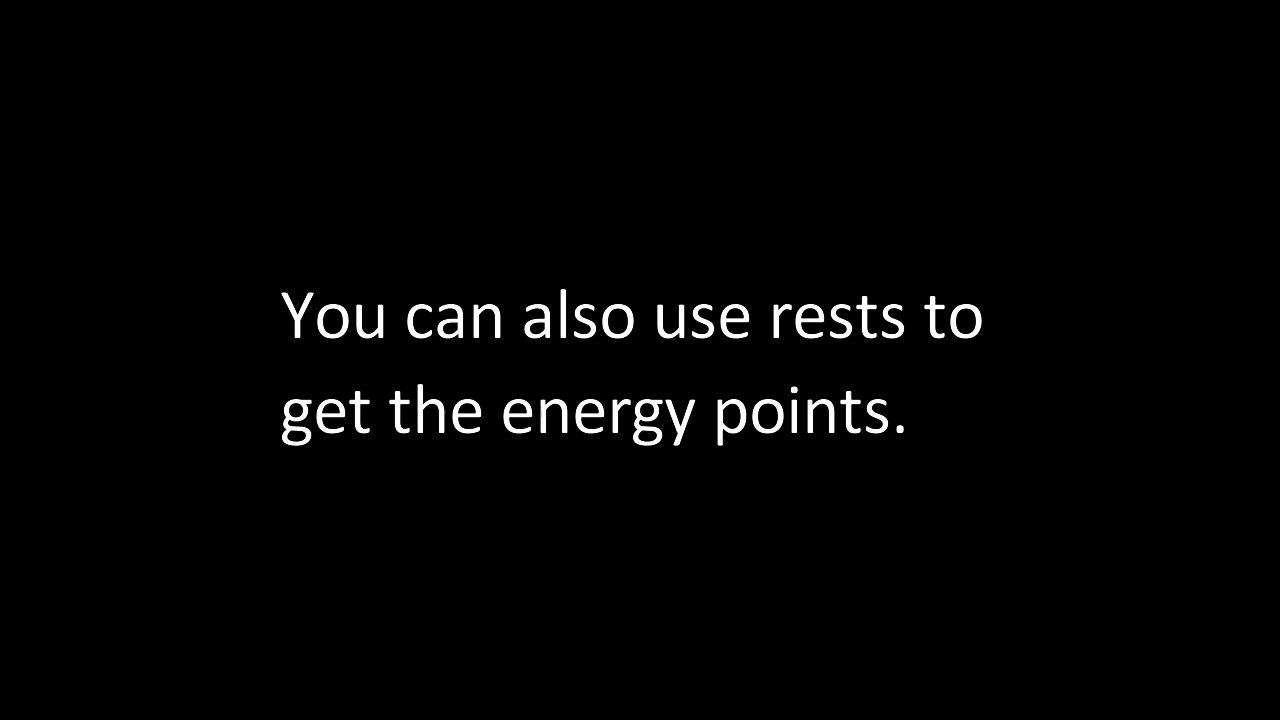 You can also use rests to
get the energy points.